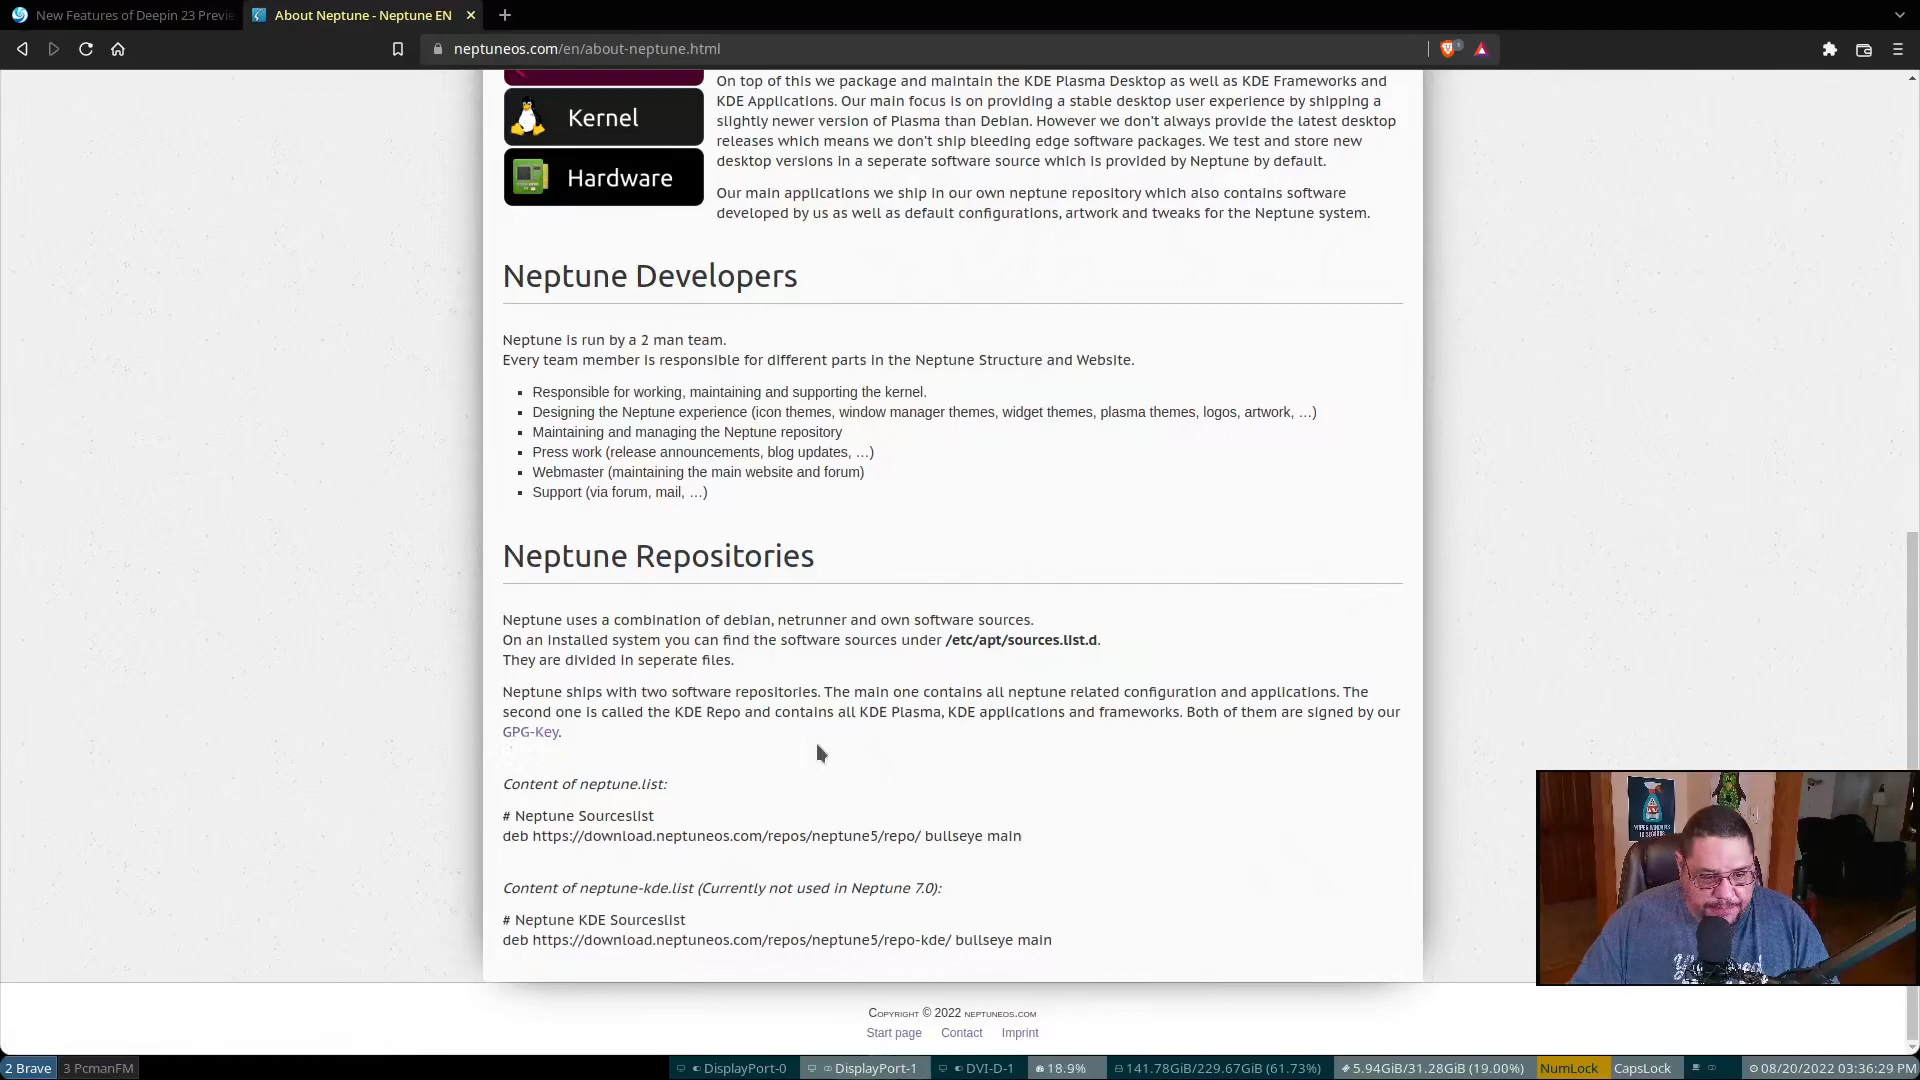 New Features of Deepin 23 Previe
About Neptune - Neptune EN
neptuneos.com/en/about-neptune.html
1
Kernel
Hardware
On top of this we package and maintain the KDE Plasma Desktop as well as KDE Frameworks and
KDE Applications. Our main focus is on providing a stable desktop user experience by shipping a
slightly newer version of Plasma than Debian. However we don't always provide the latest desktop
releases which means we don't ship bleeding edge software packages. We test and store new
desktop versions in a seperate software source which is provided by Neptune by default.
Our main applications we ship in our own neptune repository which also contains software
developed by us as well as default configurations, artwork and tweaks for the Neptune system.
Neptune Developers
Neptune is run by a 2 man team.
Every team member is responsible for different parts in the Neptune Structure and Website.
▪ Responsible for working, maintaining and supporting the kernel.
▪ Designing the Neptune experience (icon themes, window manager themes, widget themes, plasma themes, logos, artwork, …)
▪ Maintaining and managing the Neptune repository
▪ Press work (release announcements, blog updates, …)
▪ Webmaster (maintaining the main website and forum)
▪ Support (via forum, mail, …)
Neptune Repositories
Neptune uses a combination of debian, netrunner and own software sources.
On an installed system you can find the software sources under /etc/apt/sources.list.d.
They are divided in seperate files.
Neptune ships with two software repositories. The main one contains all neptune related configuration and applications. The
second one is called the KDE Repo and contains all KDE Plasma, KDE applications and frameworks. Both of them are signed by our
GPG-Key.
Content of neptune.list:
# Neptune Sourceslist
deb https://download.neptuneos.com/repos/neptune5/repo/ bullseye main
Content of neptune-kde.list (Currently not used in Neptune 7.0):
# Neptune KDE Sourceslist
deb https://download.neptuneos.com/repos/neptune5/repo-kde/ bullseye main
Copyright © 2022 neptuneos.com
Start page Contact Imprint
2 Brave 3 PcmanFM DisplayPort-0 DisplayPort-1 DVI-D-1 18.9% 141.78GiB/229.67GiB (61.73%) 5.94GiB/31.28GiB (19.00%) NumLock CapsLock 08/20/2022 03:36:29 PM